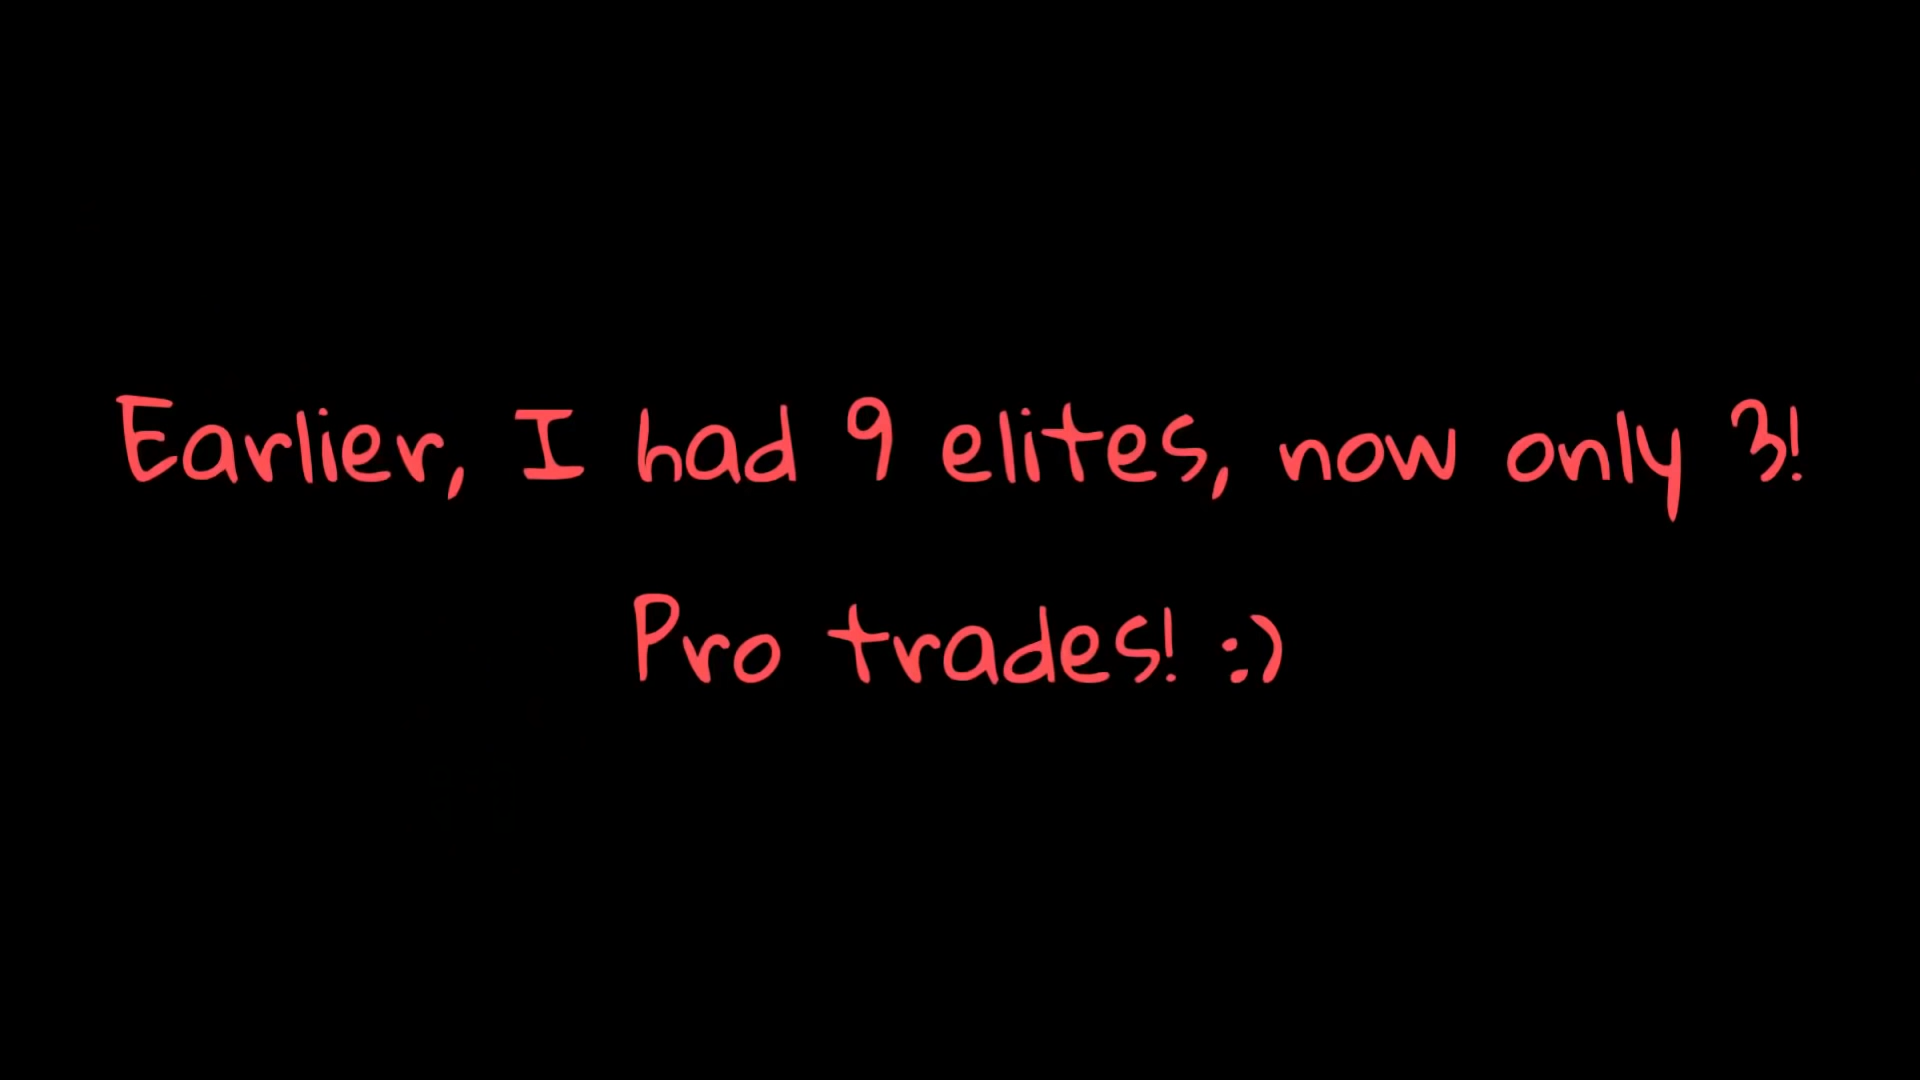 Earlier, I had 9 elites, now only 3!
Pro trades! :)